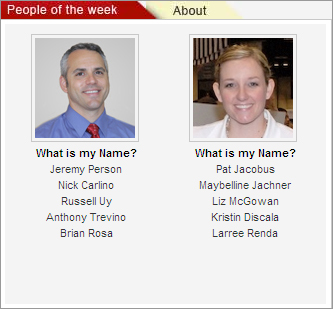 People of the week
About
What is my Name?
Jeremy Person
Nick Carlino
Russell Uy
Anthony Trevino
Brian Rosa
What is my Name?
Pat Jacobus
Maybelline Jachner
Liz McGowan
Kristin Discala
Larree Renda